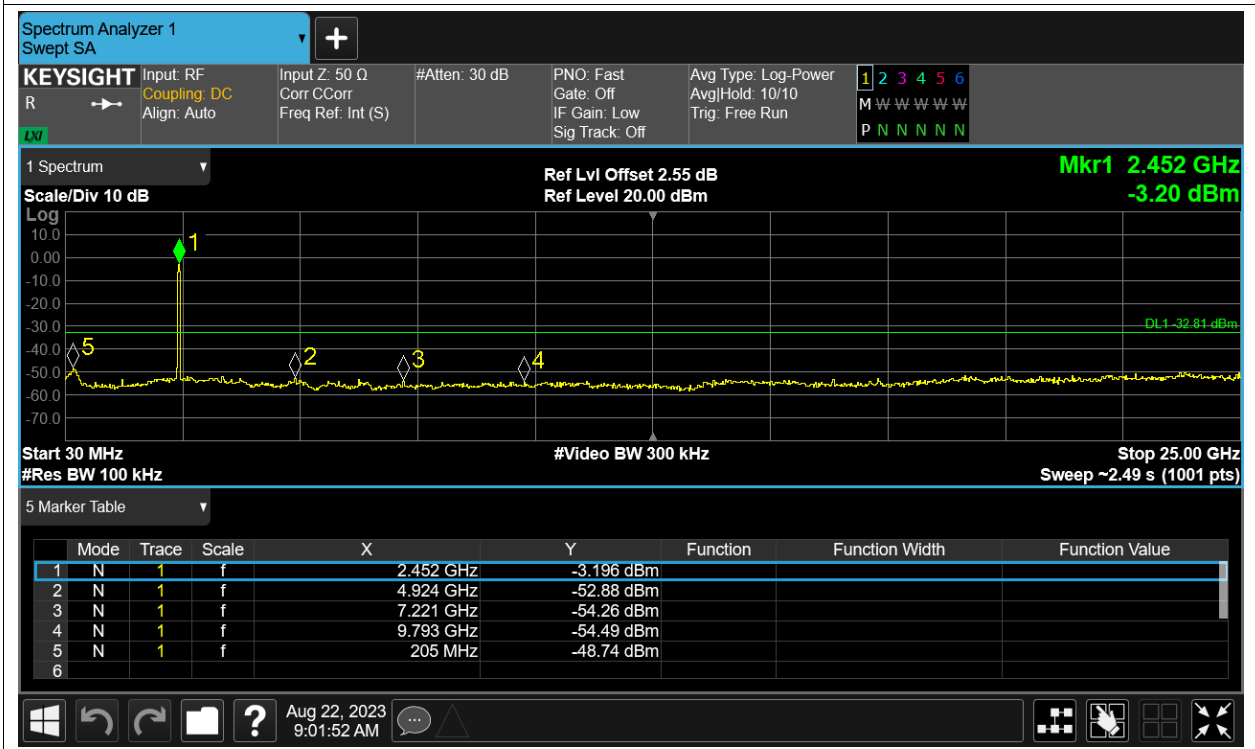 Spectrum Analyzer 1
Swept SA
KEYSIGHT
R
LXI
Input: RF
Coupling: DC
Align: Auto
Input Z: 50 Ω
Corr CCorr
Freq Ref: Int (S)
#Atten: 30 dB
PNO: Fast
Gate: Off
IF Gain: Low
Sig Track: Off
Avg Type: Log-Power
Avg|Hold: 10/10
Trig: Free Run
1 2 3 4 5 6
M W W W W W
P N N N N N
1 Spectrum
Scale/Div 10 dB
Ref Lvl Offset 2.55 dB
Ref Level 20.00 dBm
Mkr1 2.452 GHz
-3.20 dBm
Log
10.0
0.00
-10.0
-20.0
-30.0
-40.0
-50.0
-60.0
-70.0
1
5
2
3
4
DL1 -32.81 dBm
Start 30 MHz
#Res BW 100 kHz
#Video BW 300 kHz
Stop 25.00 GHz
Sweep ~2.49 s (1001 pts)
5 Marker Table
Mode Trace Scale X Y Function Function Width Function Value
1 N 1 f 2.452 GHz -3.196 dBm
2 N 1 f 4.924 GHz -52.88 dBm
3 N 1 f 7.221 GHz -54.26 dBm
4 N 1 f 9.793 GHz -54.49 dBm
5 N 1 f 205 MHz -48.74 dBm
6
?
Aug 22, 2023
9:01:52 AM